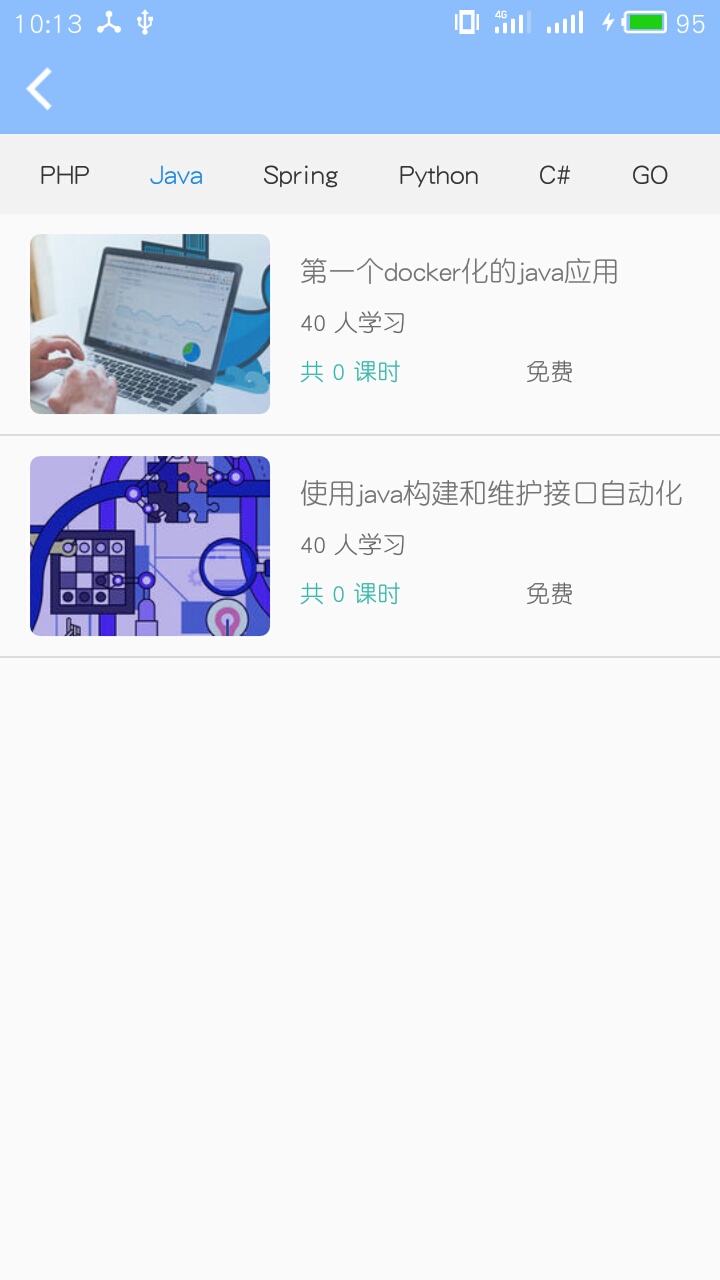 10:13 4G 95
PHP Java Spring Python C# GO
第一个docker化的java应用
40 人学习
共 0 课时 免费
使用java构建和维护接口自动化
40 人学习
共 0 课时 免费